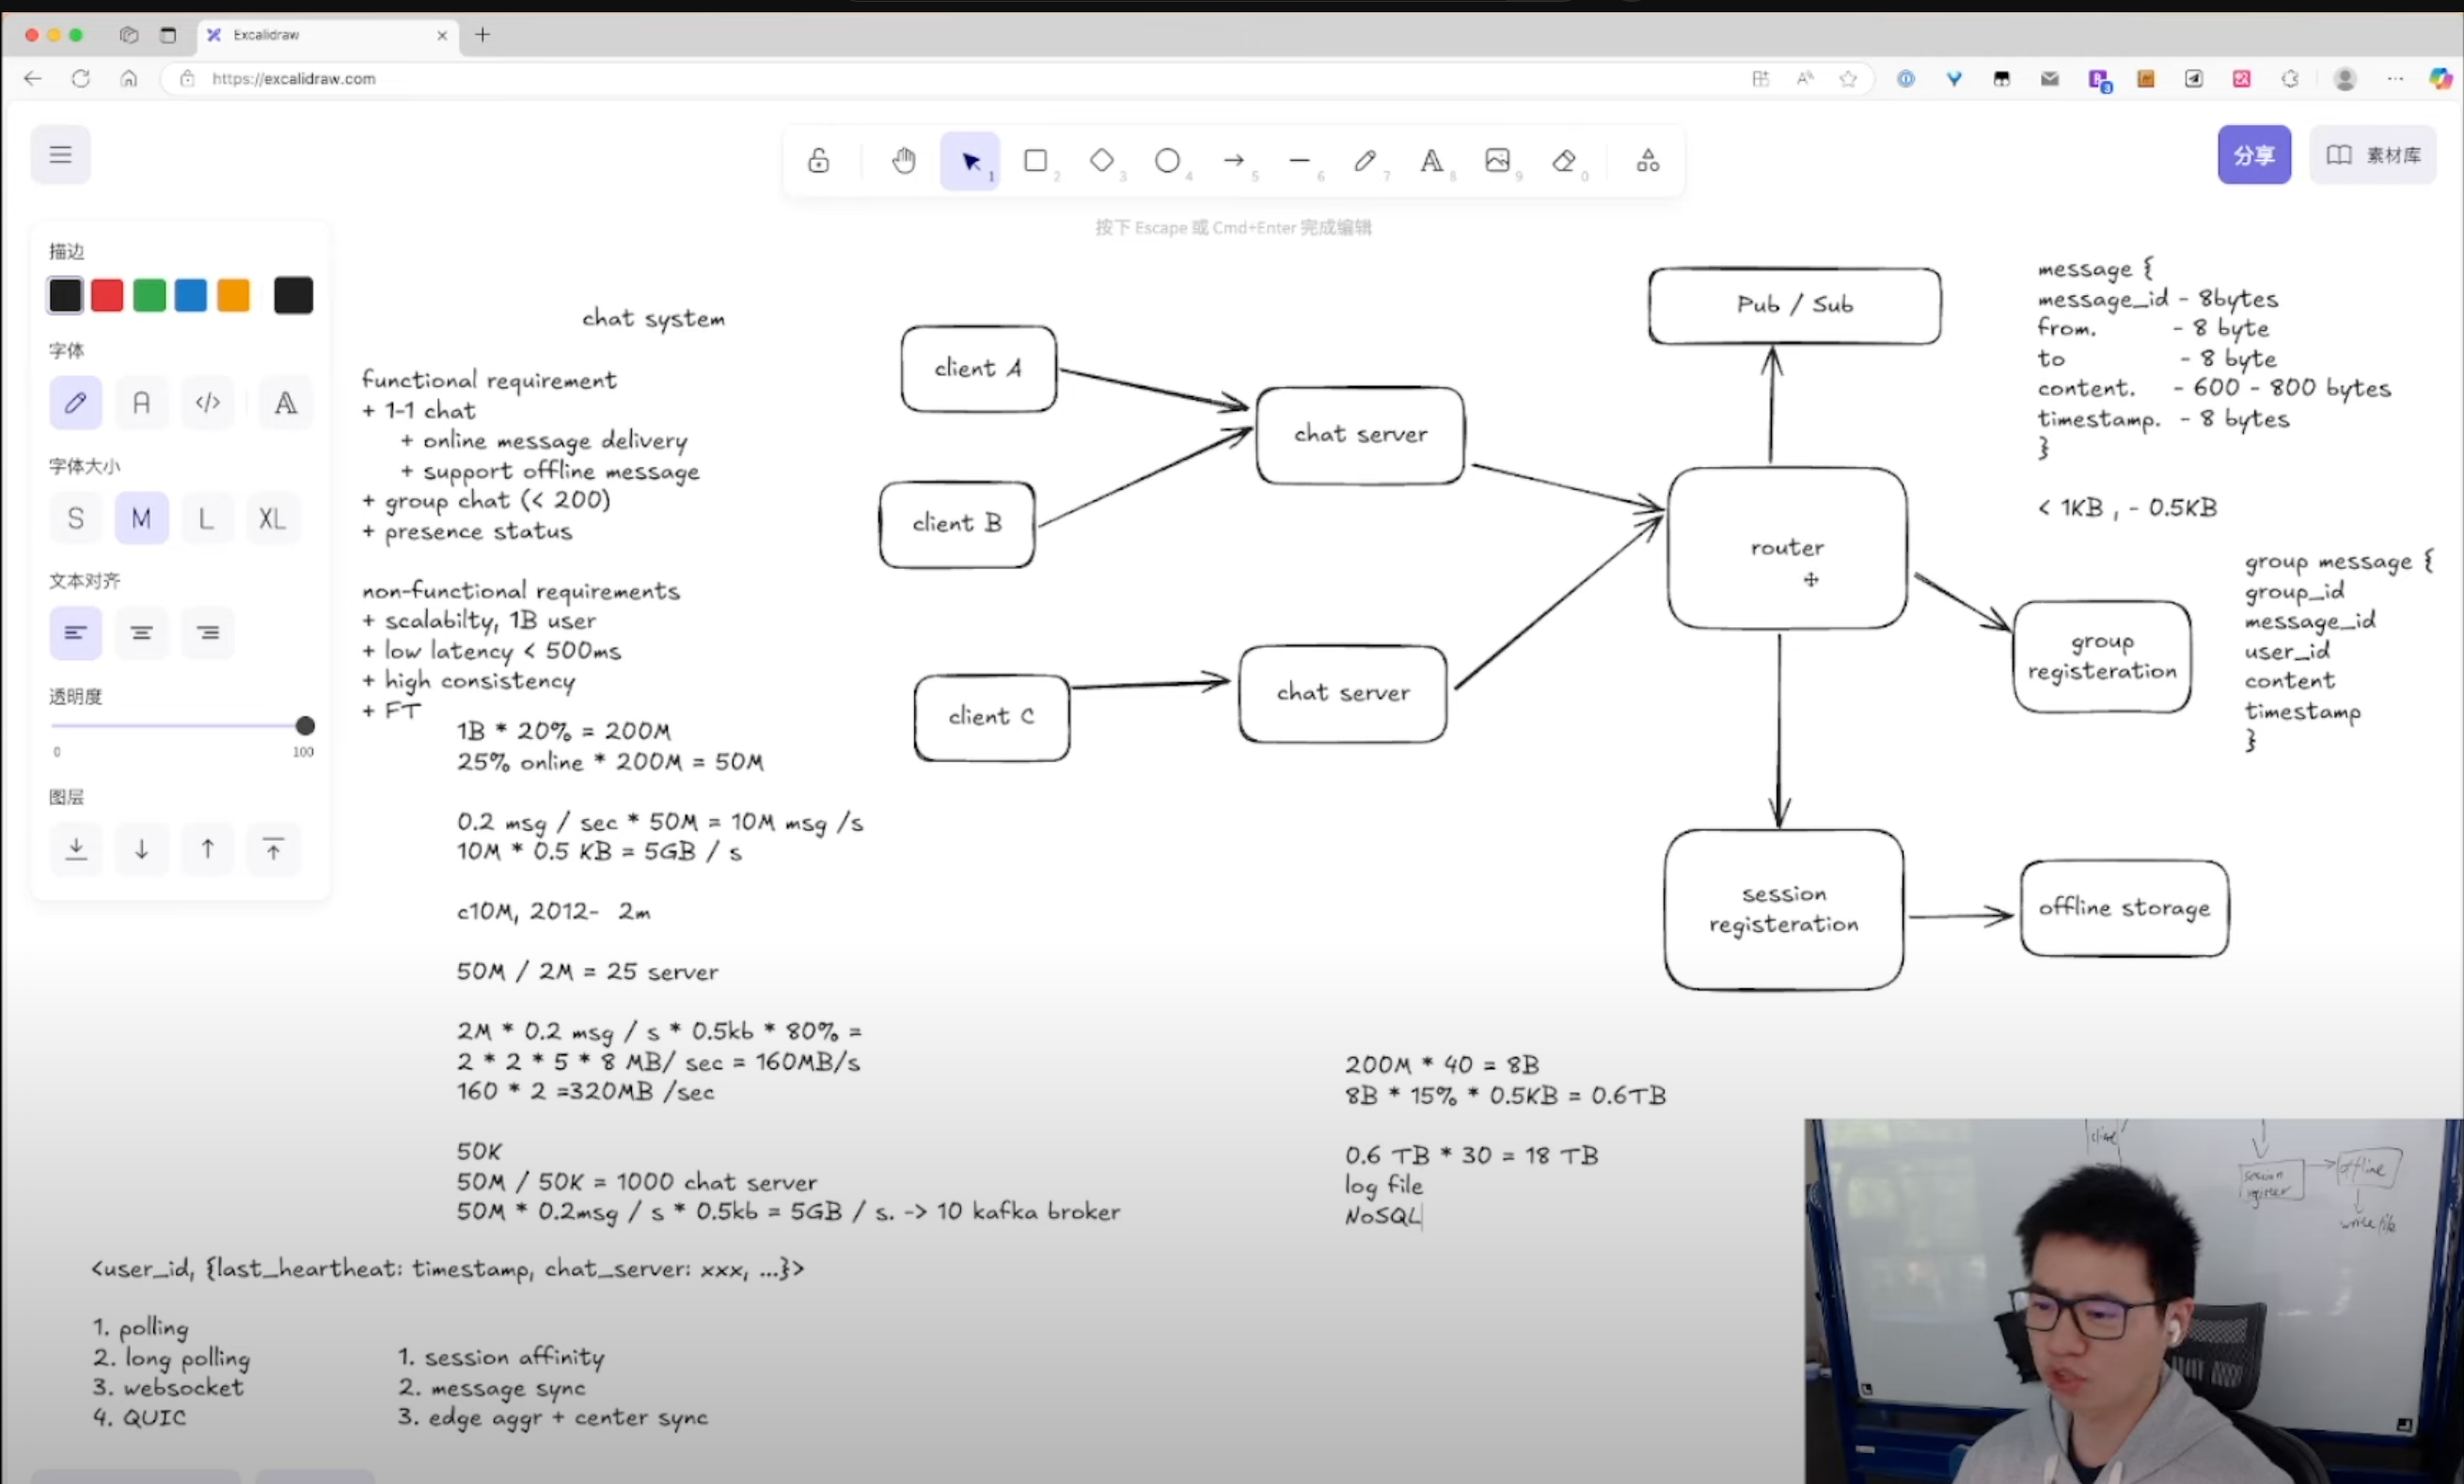 Excalidraw
https://excalidraw.com
1
2
3
4
5
6
7
8
9
0
分享
素材库
按下 Escape 或 Cmd+Enter 完成编辑
描边
字体
字体大小
S M L XL
文本对齐
透明度
0 100
图层
chat system
functional requirement
+ 1-1 chat
+ online message delivery
+ support offline message
+ group chat (< 200)
+ presence status
non-functional requirements
+ scalabilty, 1B user
+ low latency < 500ms
+ high consistency
+ FT
1B * 20% = 200M
25% online * 200M = 50M
0.2 msg / sec * 50M = 10M msg /s
10M * 0.5 KB = 5GB / s
c10M, 2012- 2m
50M / 2M = 25 server
2M * 0.2 msg / s * 0.5kb * 80% =
2 * 2 * 5 * 8 MB/ sec = 160MB/s
160 * 2 =320MB /sec
50K
50M / 50K = 1000 chat server
50M * 0.2msg / s * 0.5kb = 5GB / s. -> 10 kafka broker
<user_id, {last_heartheat: timestamp, chat_server: xxx, ...}>
1. polling
2. long polling
3. websocket
4. QUIC
1. session affinity
2. message sync
3. edge aggr + center sync
client A
client B
client C
chat server
chat server
Pub / Sub
router
group
registeration
session
registeration
offline storage
message {
message_id - 8bytes
from. - 8 byte
to - 8 byte
content. - 600 - 800 bytes
timestamp. - 8 bytes
}
< 1KB , - 0.5KB
group message {
group_id
message_id
user_id
content
timestamp
}
200M * 40 = 8B
8B * 15% * 0.5KB = 0.6TB
0.6 TB * 30 = 18 TB
log file
NoSQL
session
register
offline